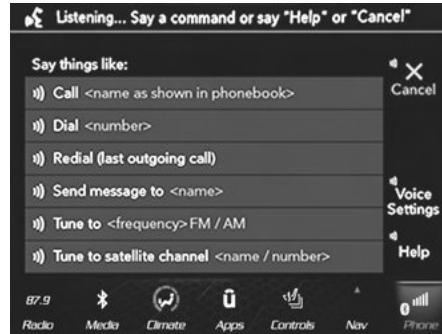 Listening... Say a command or say "Help" or "Cancel"
Say things like:
Call <name as shown in phonebook>
Dial <number>
Redial (last outgoing call)
Send message to <name>
Tune to <frequency> FM / AM
Tune to satellite channel <name / number>
Cancel
Voice
Settings
Help
87.9
0
Radio Media Climate Apps Controls Nav Phone